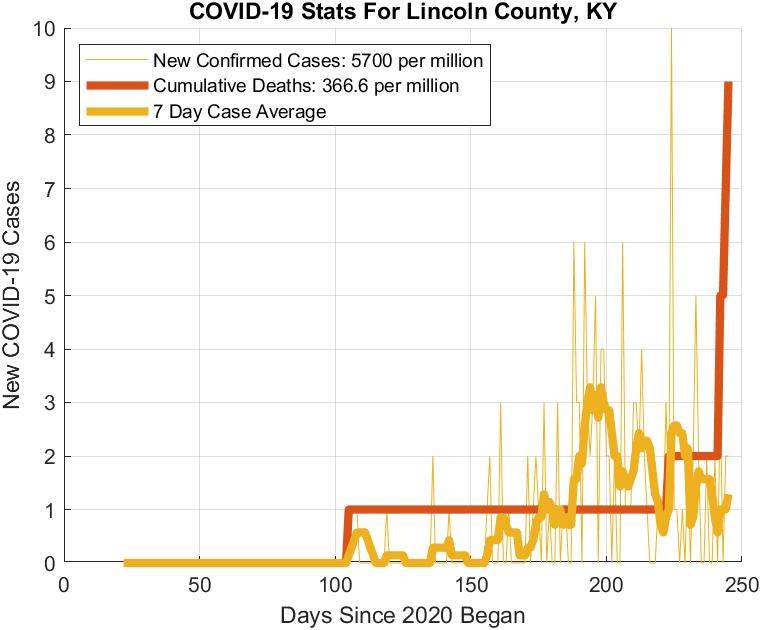 COVID-19 Stats For Lincoln County, KY
New Confirmed Cases: 5700 per million
Cumulative Deaths: 366.6 per million
7 Day Case Average
New COVID-19 Cases
10
9
8
7
6
5
4
3
2
1
0
0 50 100 150 200 250
Days Since 2020 Began